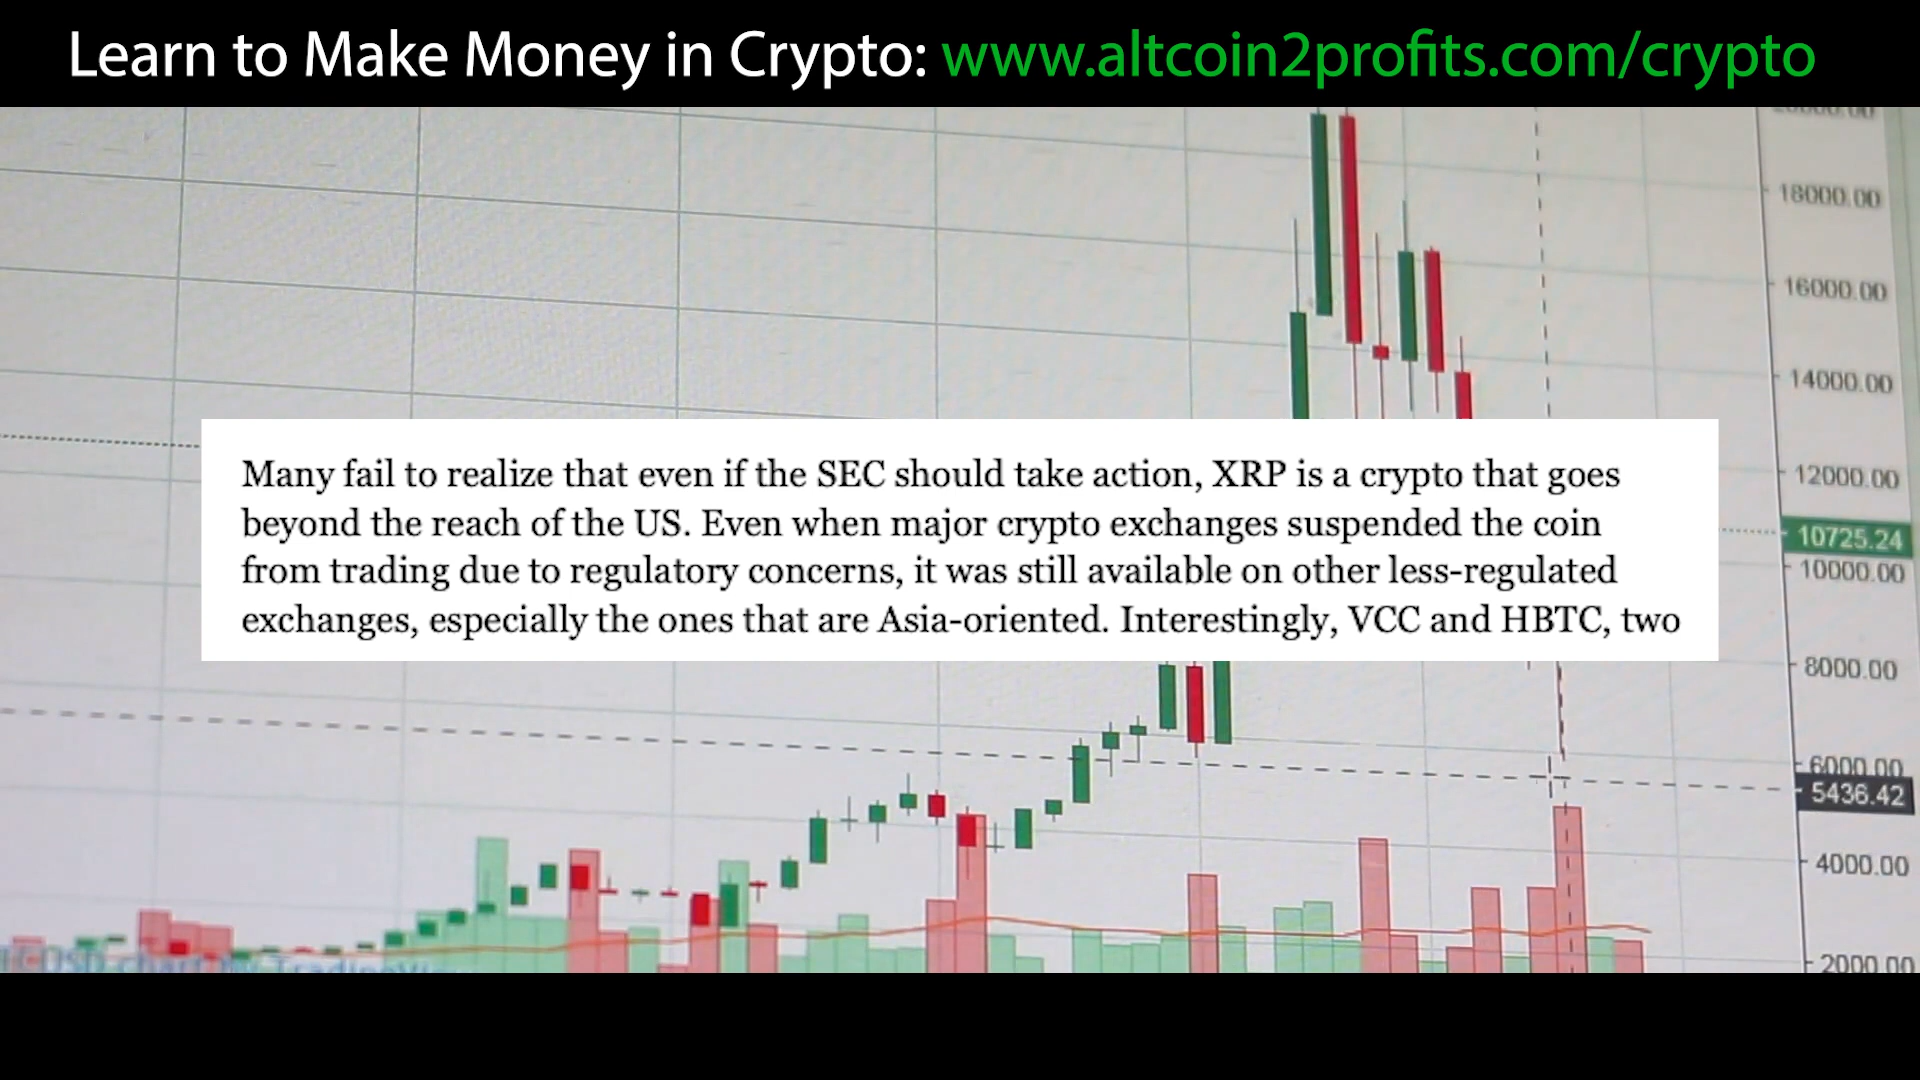 Learn to Make Money in Crypto: www.altcoin2profits.com/crypto
18000.00
16000.00
14000.00
Many fail to realize that even if the SEC should take action, XRP is a crypto that goes
beyond the reach of the US. Even when major crypto exchanges suspended the coin
from trading due to regulatory concerns, it was still available on other less-regulated
exchanges, especially the ones that are Asia-oriented. Interestingly, VCC and HBTC, two
12000.00
10725.24
10000.00
8000.00
6000.00
5436.42
4000.00
2000.00